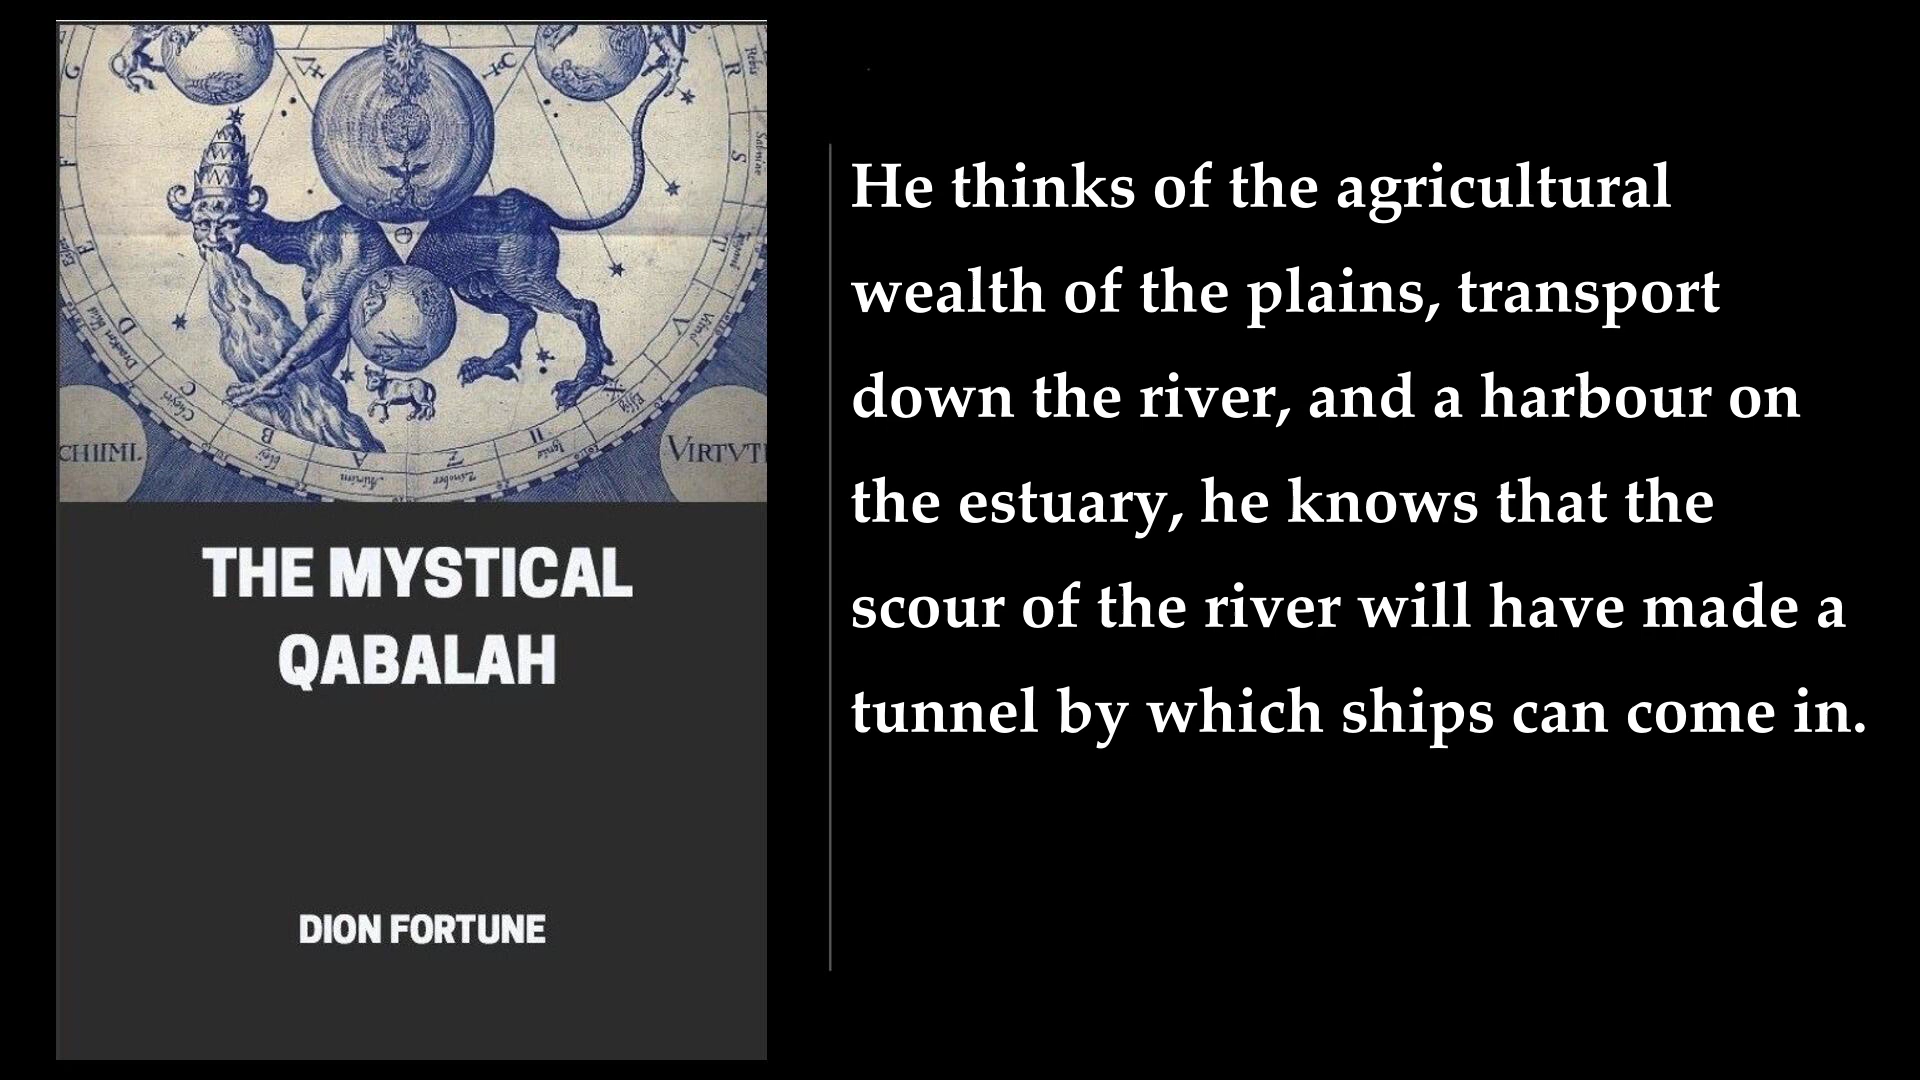 THE MYSTICAL
QABALAH
DION FORTUNE
CHIIMI.
VIRTVTI
He thinks of the agricultural
wealth of the plains, transport
down the river, and a harbour on
the estuary, he knows that the
scour of the river will have made a
tunnel by which ships can come in.